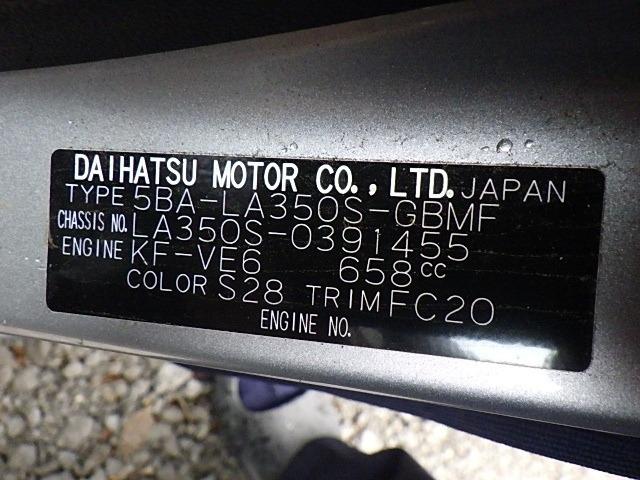 DAIHATSU MOTOR CO., LTD. JAPAN
TYPE 5BA-LA350S-GBMF
CHASSIS NO. LA350S-0391455
ENGINE KF-VE6 658cc
COLOR S28 TRIM FC20
ENGINE NO.